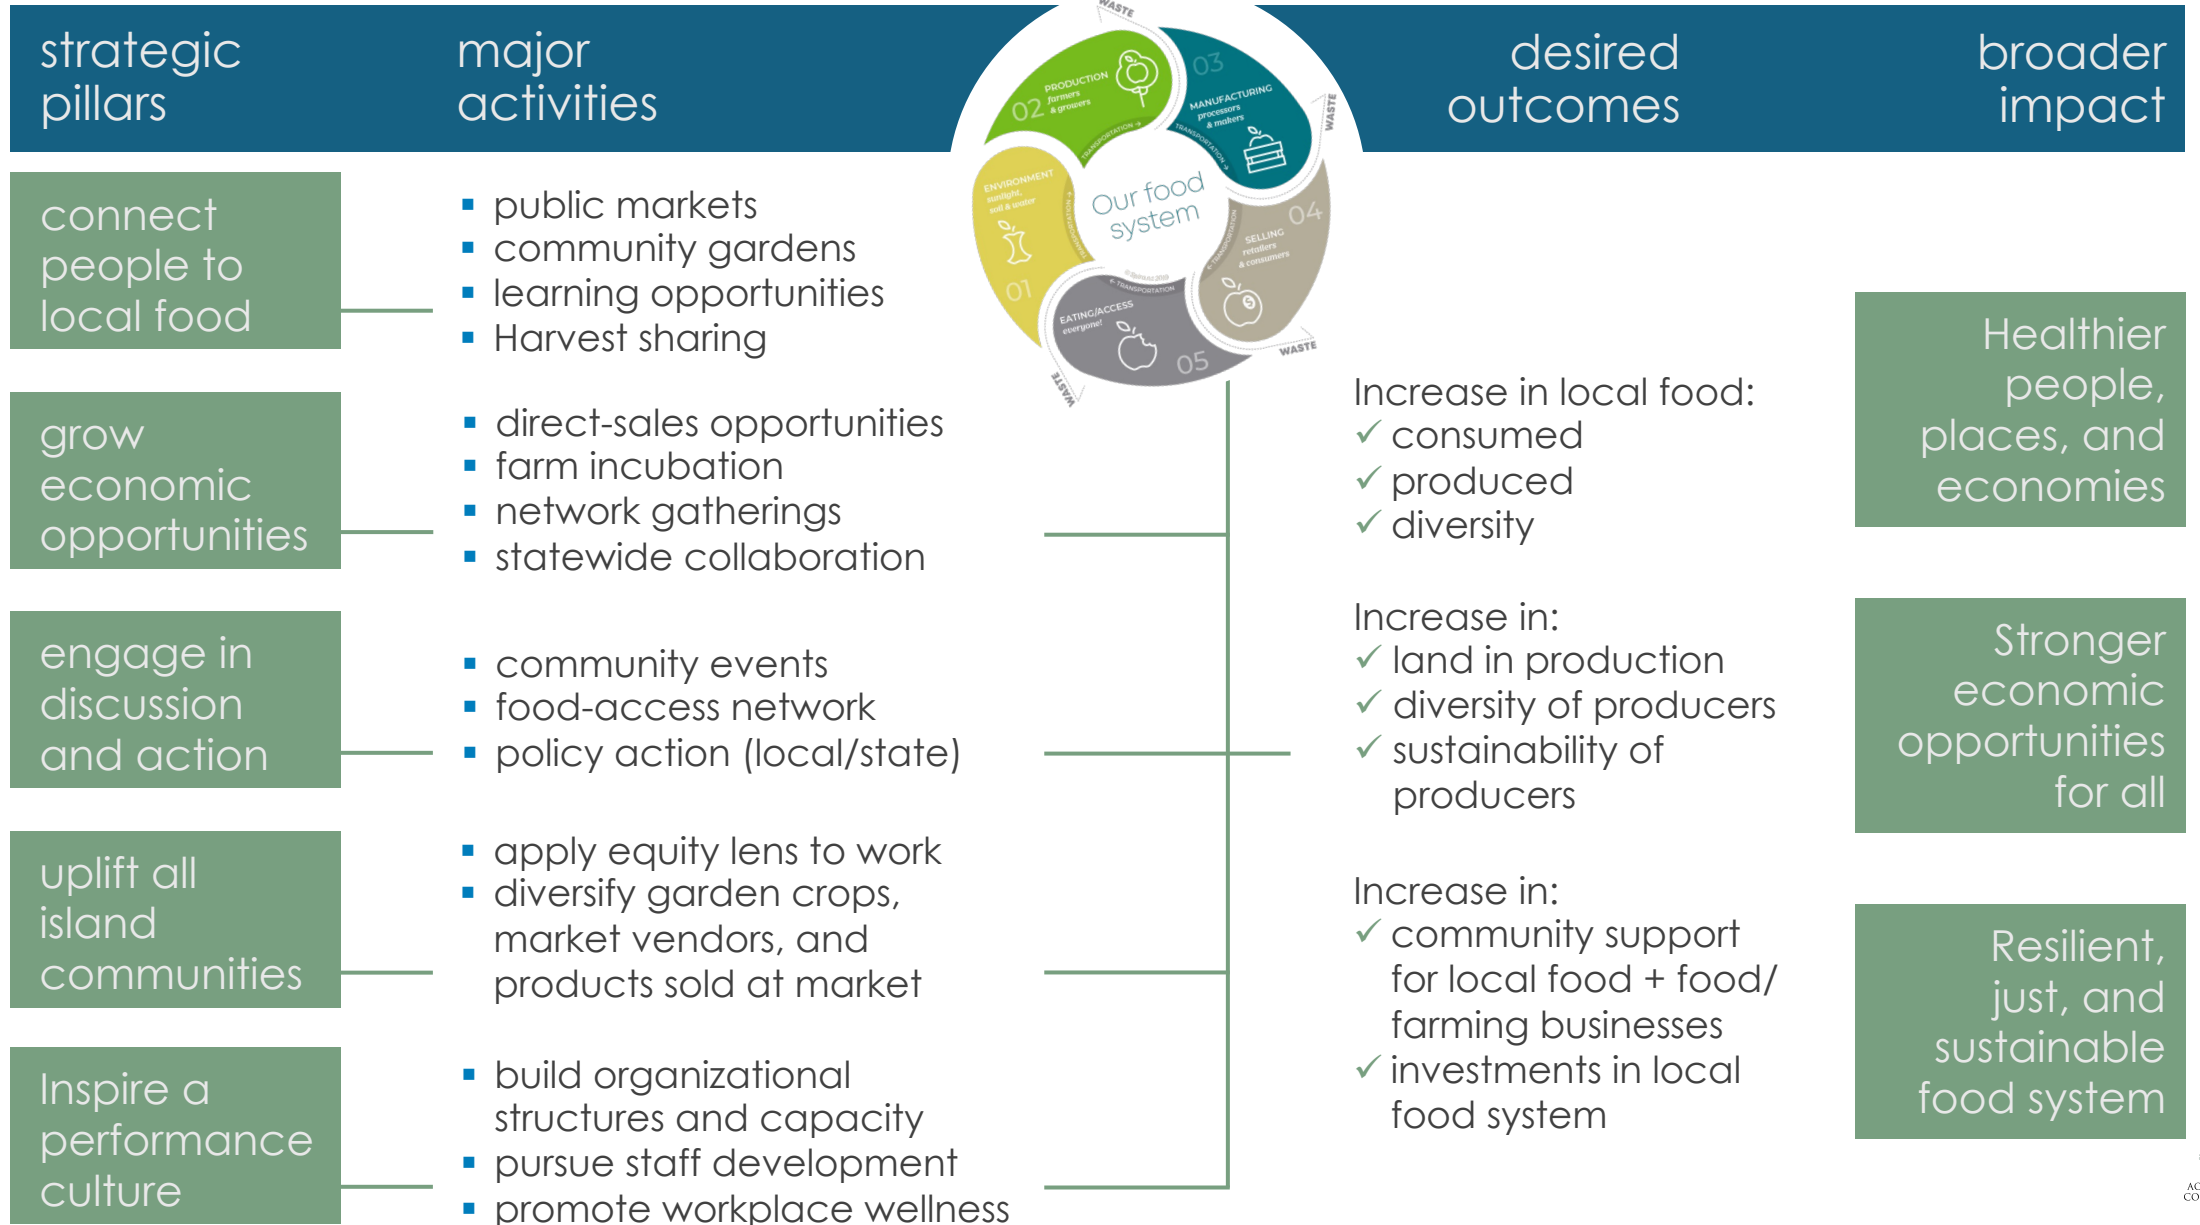 strategic
pillars
major
activities
desired
outcomes
broader
impact
WASTE
02
PRODUCTION
farmers
& growers
TRANSPORTATION →
03
MANUFACTURING
processors
& makers
TRANSPORTATION →
WASTE
ENVIRONMENT
sunlight,
soil & water
01
TRANSPORTATION
Our food
system
04
SELLING
retailers
& consumers
← TRANSPORTATION
WASTE
← TRANSPORTATION
EATING/ACCESS
everyone!
05
WASTE
connect
people to
local food
▪ public markets
▪ community gardens
▪ learning opportunities
▪ Harvest sharing
grow
economic
opportunities
▪ direct-sales opportunities
▪ farm incubation
▪ network gatherings
▪ statewide collaboration
engage in
discussion
and action
▪ community events
▪ food-access network
▪ policy action (local/state)
uplift all
island
communities
▪ apply equity lens to work
▪ diversify garden crops,
market vendors, and
products sold at market
Inspire a
performance
culture
▪ build organizational
structures and capacity
▪ pursue staff development
▪ promote workplace wellness
Increase in local food:
✓ consumed
✓ produced
✓ diversity
Increase in:
✓ land in production
✓ diversity of producers
✓ sustainability of
producers
Increase in:
✓ community support
for local food + food/
farming businesses
✓ investments in local
food system
Healthier
people,
places, and
economies
Stronger
economic
opportunities
for all
Resilient,
just, and
sustainable
food system